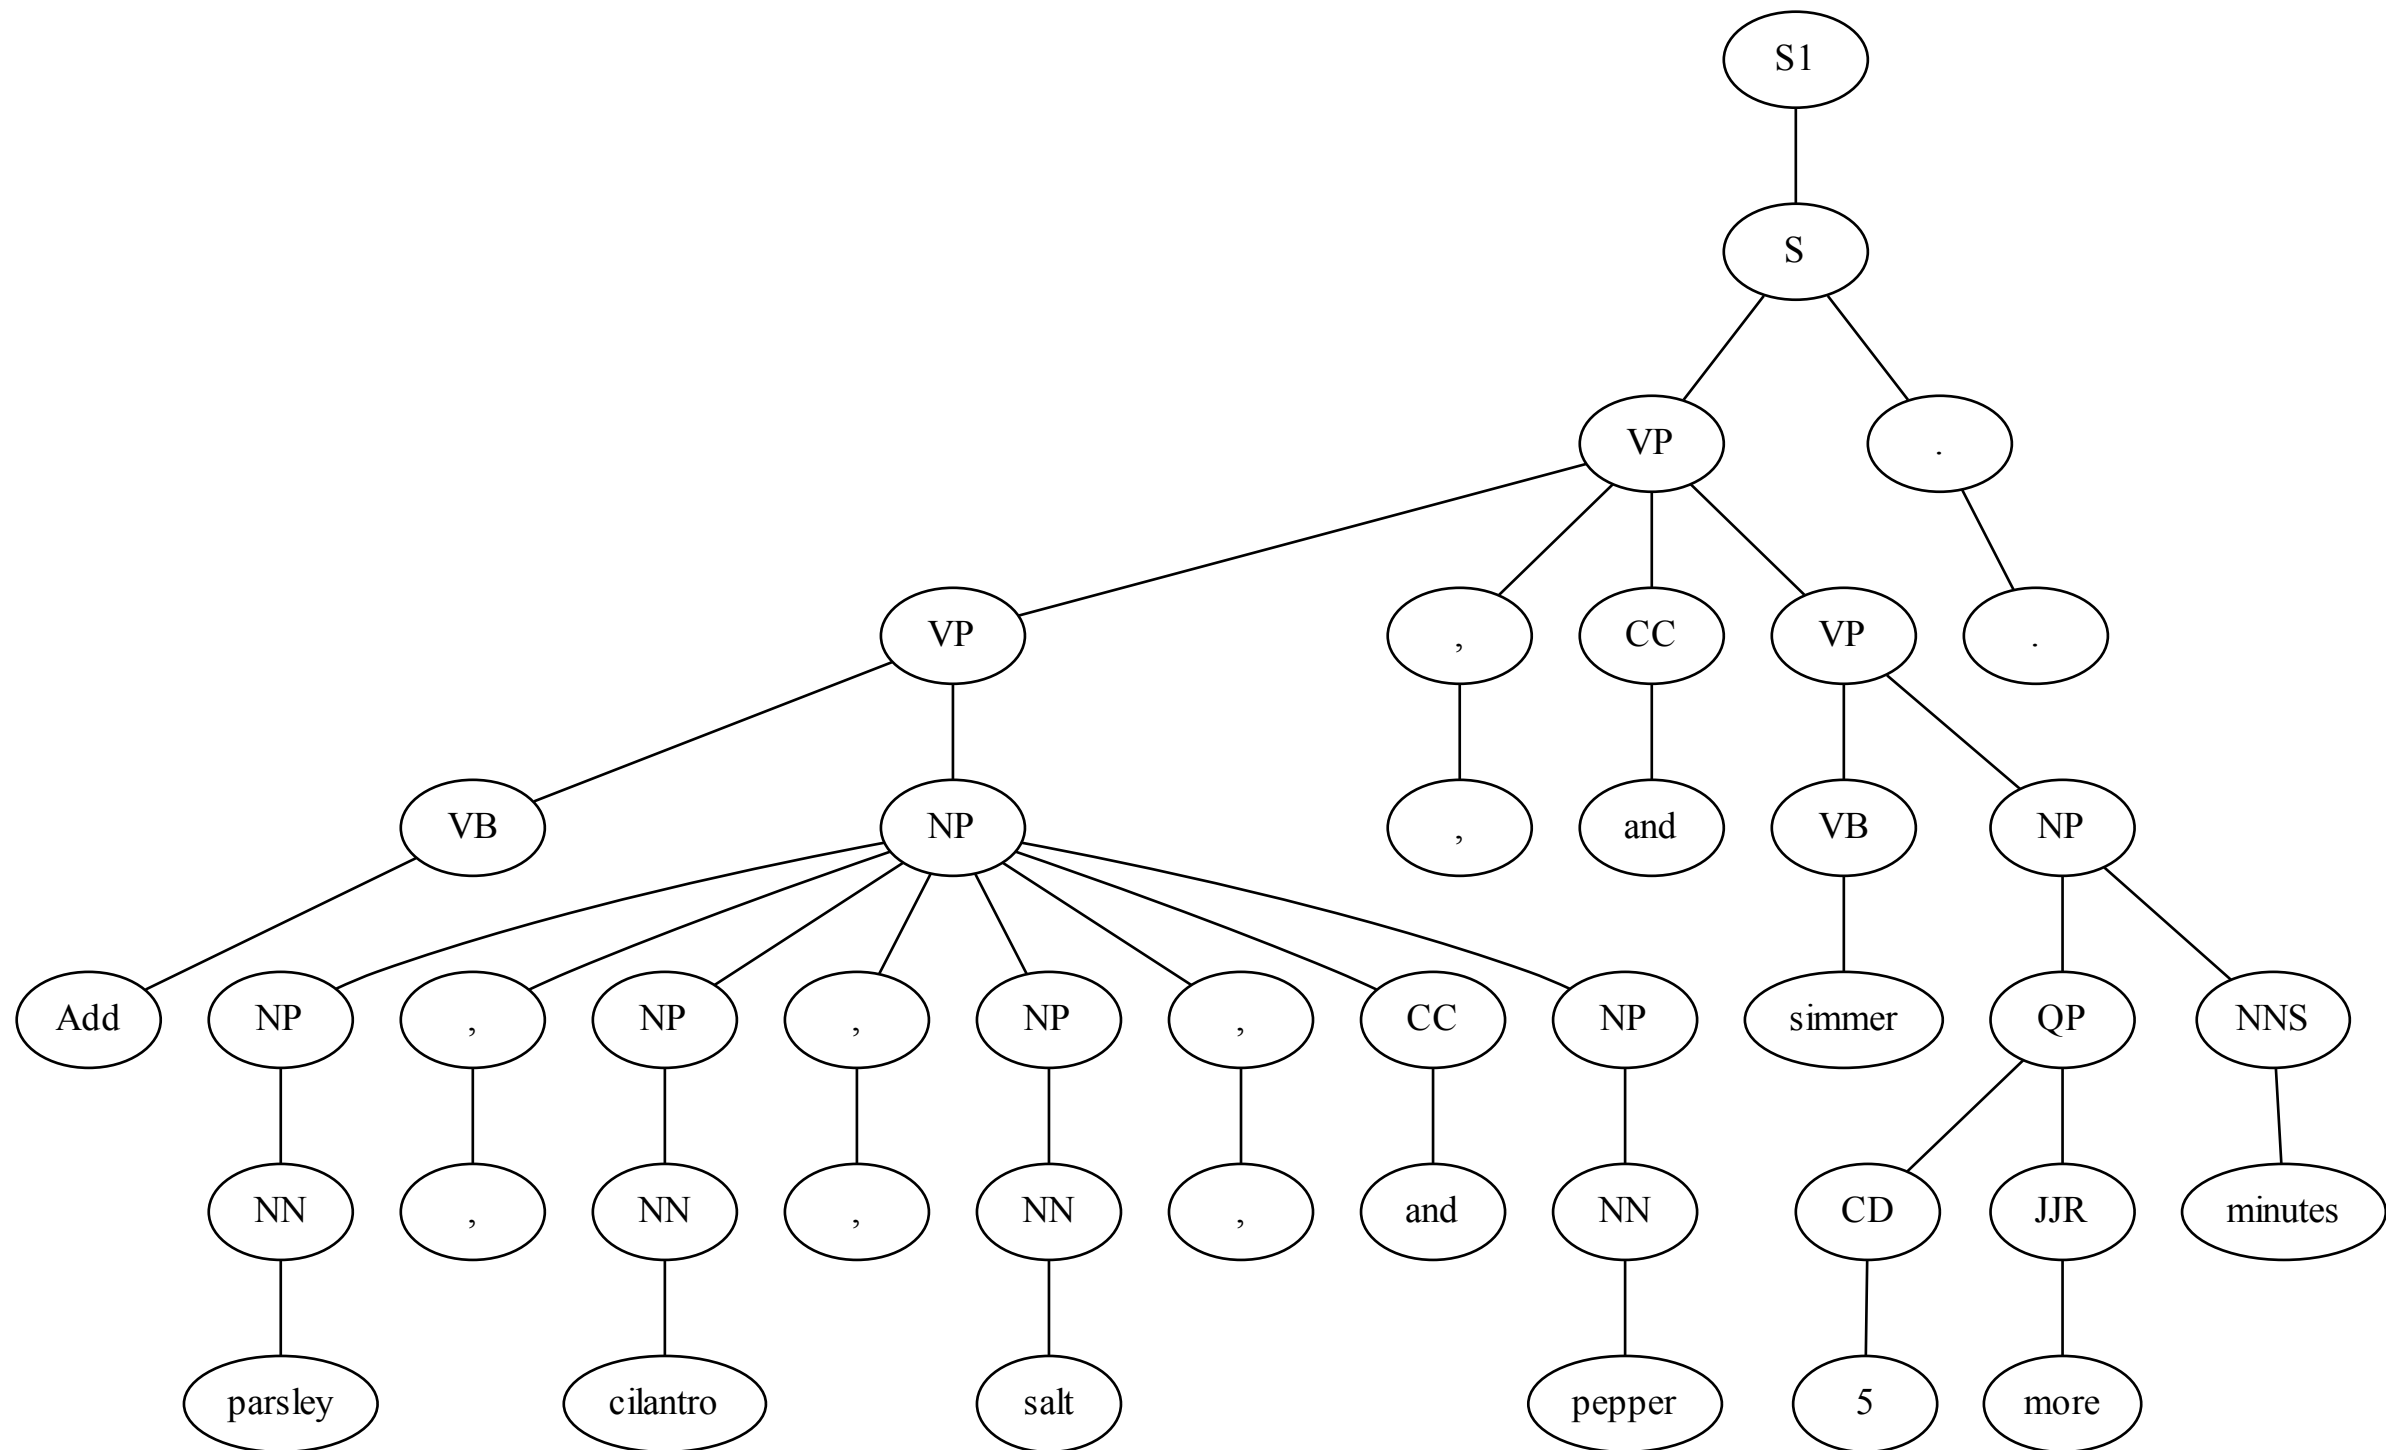 S1
S
VP .
VP , CC VP .
VB NP , and VB NP
Add NP , NP , NP , CC NP simmer QP NNS
NN , NN , NN , and NN CD JJR minutes
parsley cilantro salt pepper 5 more